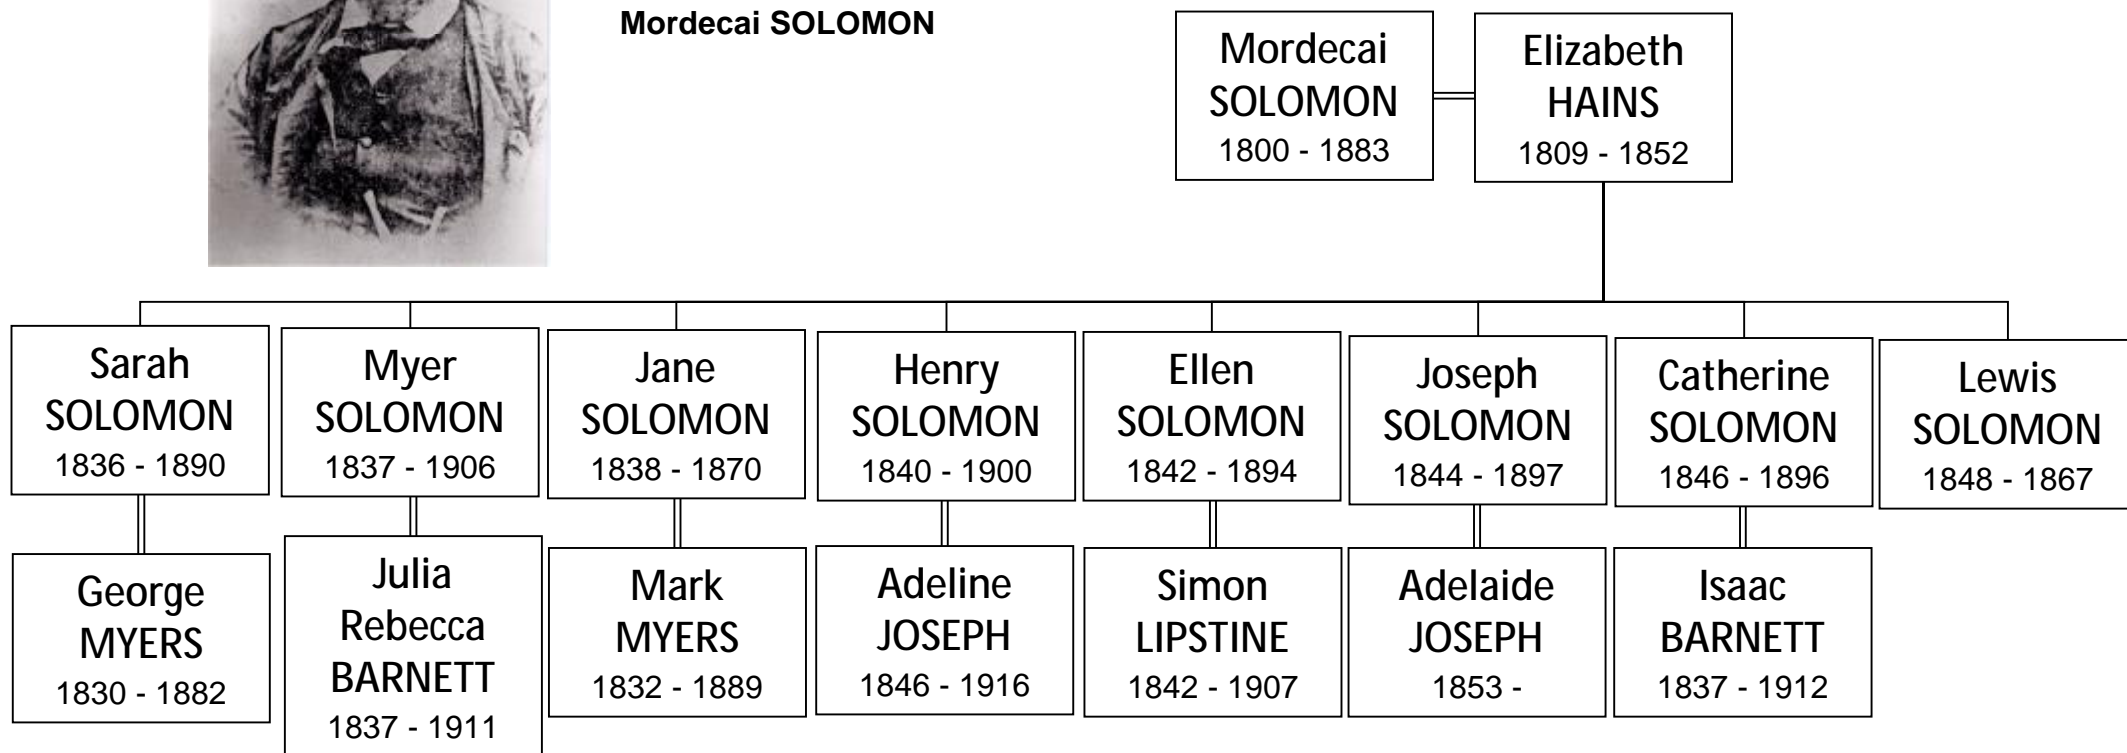 Mordecai SOLOMON
Mordecai
SOLOMON
1800 - 1883
Elizabeth
HAINS
1809 - 1852
Sarah
SOLOMON
1836 - 1890
Myer
SOLOMON
1837 - 1906
Jane
SOLOMON
1838 - 1870
Henry
SOLOMON
1840 - 1900
Ellen
SOLOMON
1842 - 1894
Joseph
SOLOMON
1844 - 1897
Catherine
SOLOMON
1846 - 1896
Lewis
SOLOMON
1848 - 1867
George
MYERS
1830 - 1882
Julia
Rebecca
BARNETT
1837 - 1911
Mark
MYERS
1832 - 1889
Adeline
JOSEPH
1846 - 1916
Simon
LIPSTINE
1842 - 1907
Adelaide
JOSEPH
1853 -
Isaac
BARNETT
1837 - 1912